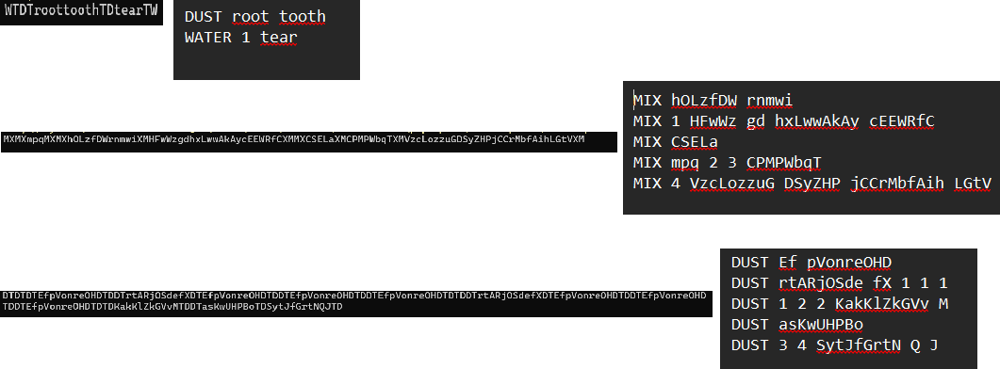 WTDTroottoothTDtearTW
DUST root tooth
WATER 1 tear
MXMXmpqMXMXhOLzfDWrnmwiXMHFwWzgdhxLwwAkAycEEWRfCXMMXCSELaXMCPMPWbqTXMVzcLozzuGDSyZHPjCCrMbfAihLGtVXM
MIX hOLzfDW rnmwi
MIX 1 HFwWz gd hxLwwAkAy cEEWRfC
MIX CSELa
MIX mpq 2 3 CPMPWbqT
MIX 4 VzcLozzuG DSyZHP jCCrMbfAih LGtV
DTDTDTEfpVonreOHDTDDTrtARjOSdefXDTEfpVonreOHDTDDTEfpVonreOHDTDDTEfpVonreOHDTDTDDTrtARjOSdefXDTEfpVonreOHDTDDTEfpVonreOHD
TDDTEfpVonreOHDTDTDKakKlZkGVvMTDDTasKwUHPBoTDSytJfGrtNQJTD
DUST Ef pVonreOHD
DUST rtARjOSde fX 1 1 1
DUST 1 2 2 KakKlZkGVv M
DUST asKwUHPBo
DUST 3 4 SytJfGrtN Q J